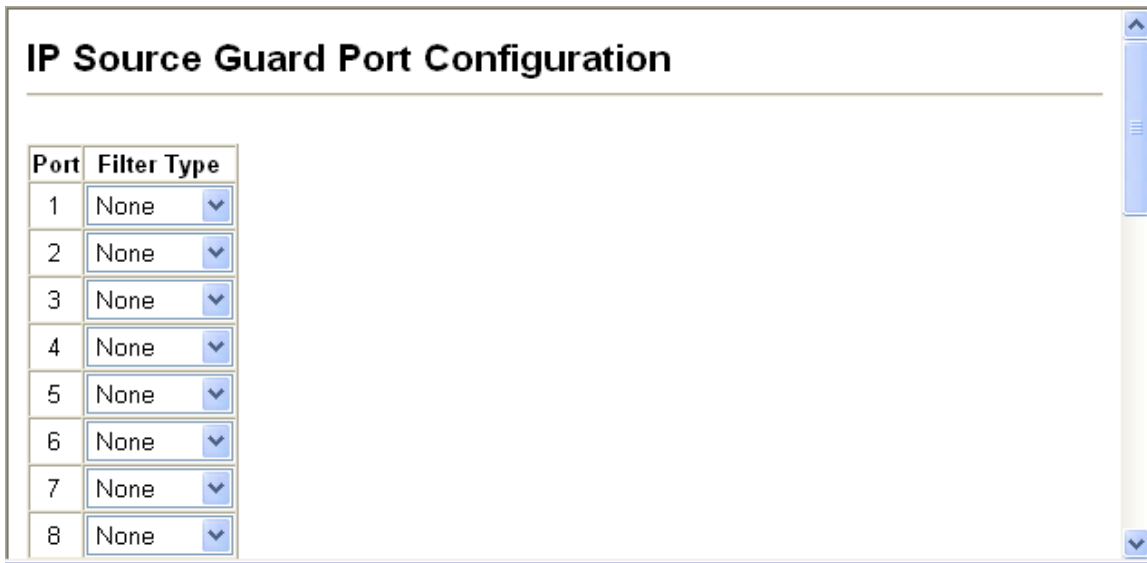 IP Source Guard Port Configuration
Port Filter Type
1 None
2 None
3 None
4 None
5 None
6 None
7 None
8 None